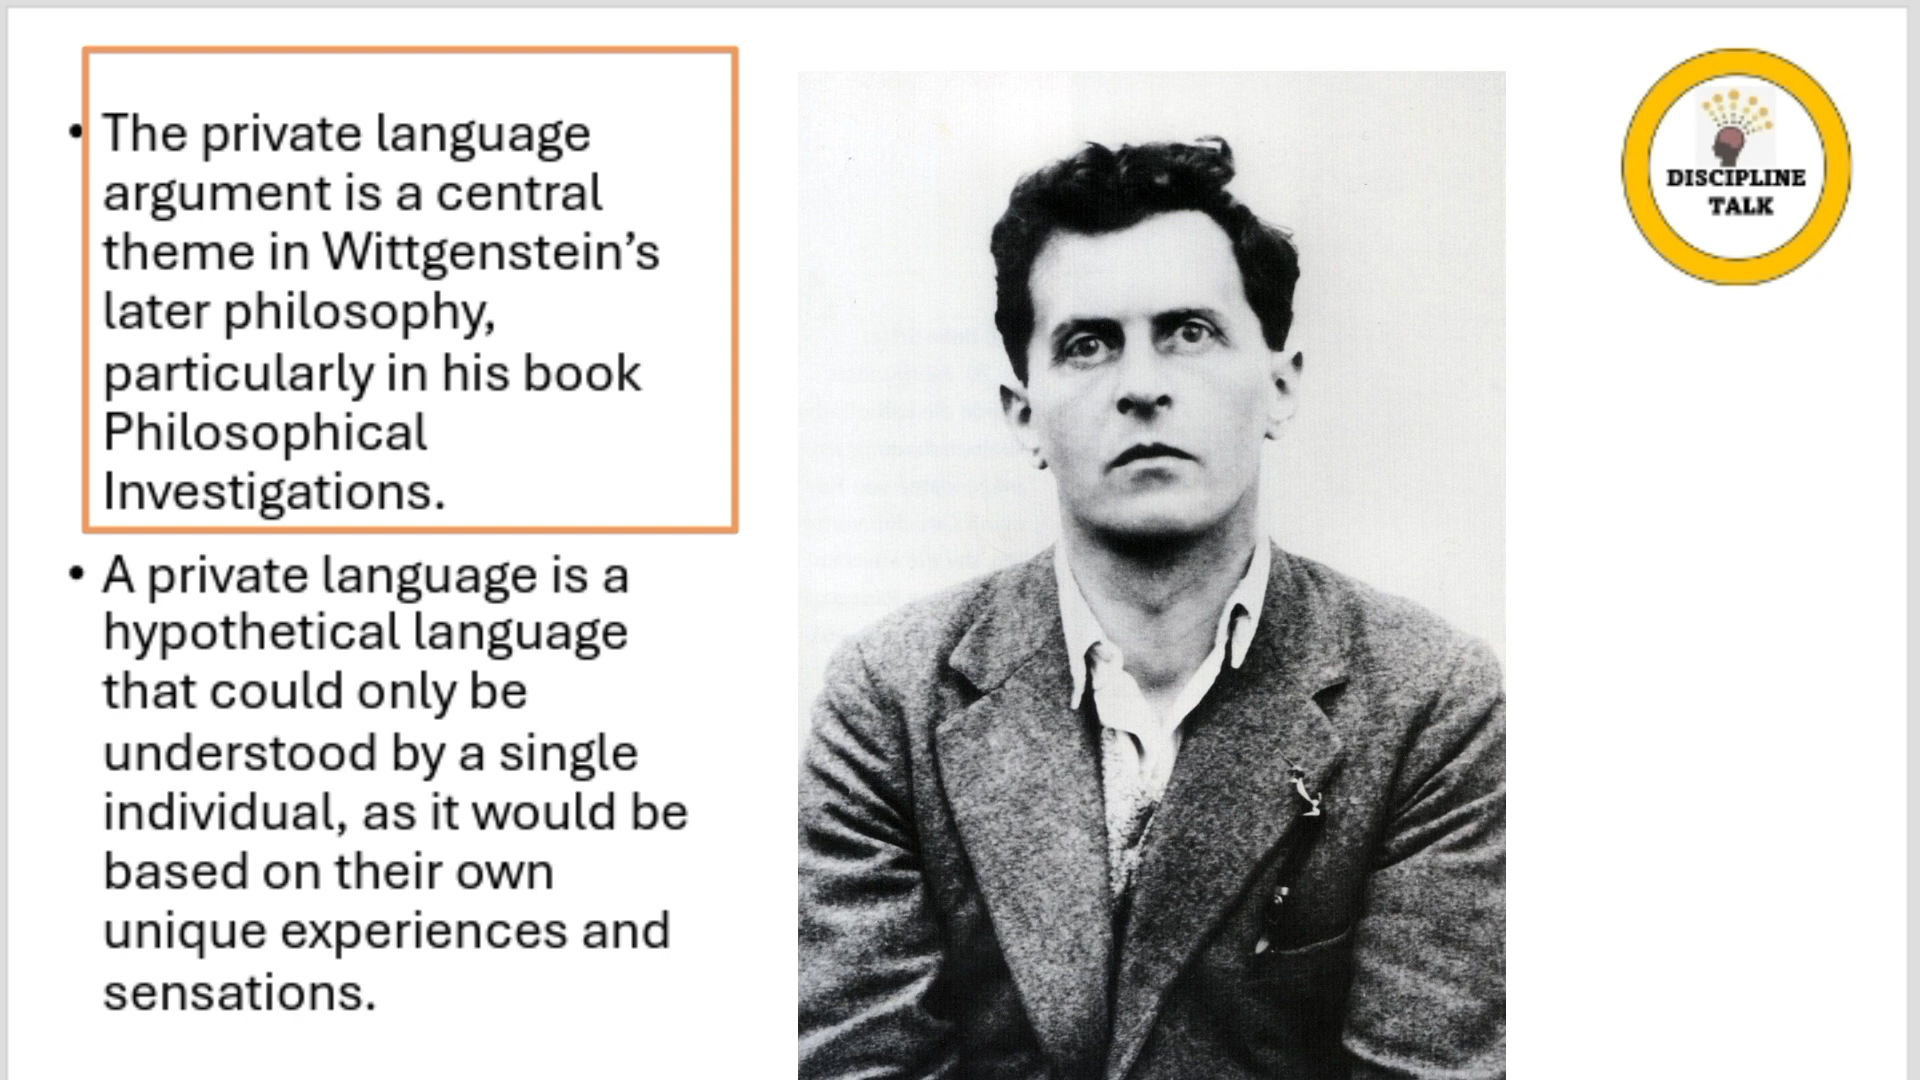 • The private language
argument is a central
theme in Wittgenstein’s
later philosophy,
particularly in his book
Philosophical
Investigations.
• A private language is a
hypothetical language
that could only be
understood by a single
individual, as it would be
based on their own
unique experiences and
sensations.
DISCIPLINE
TALK